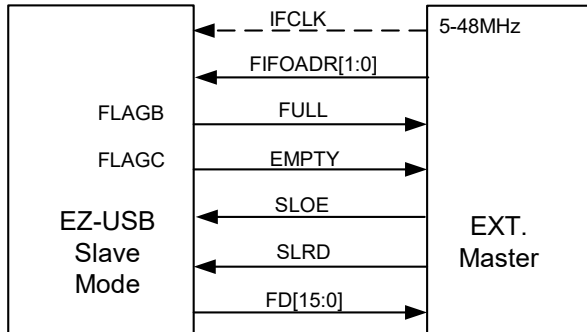 IFCLK
5-48MHz
FIFOADR[1:0]
FLAGB
FULL
FLAGC
EMPTY
SLOE
EZ-USB
Slave
Mode
EXT.
Master
SLRD
FD[15:0]